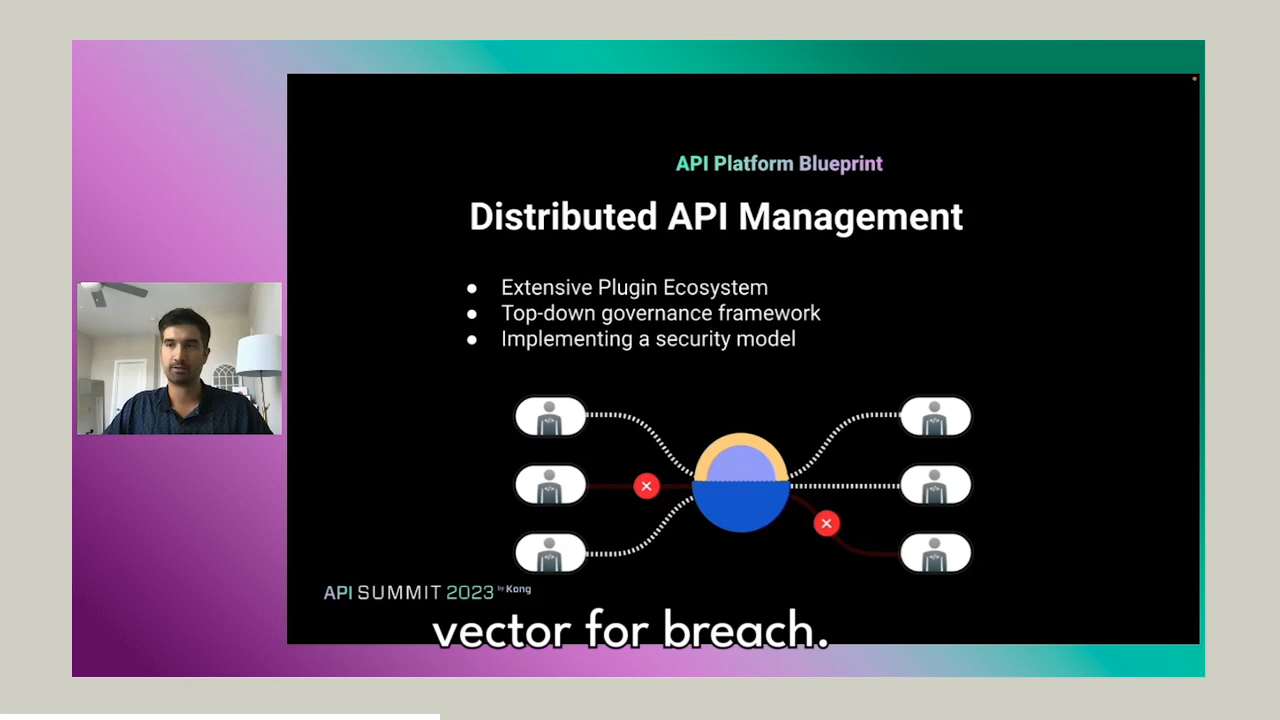 API Platform Blueprint
Distributed API Management
● Extensive Plugin Ecosystem
● Top-down governance framework
● Implementing a security model
API SUMMIT 2023 by Kong
vector for breach.